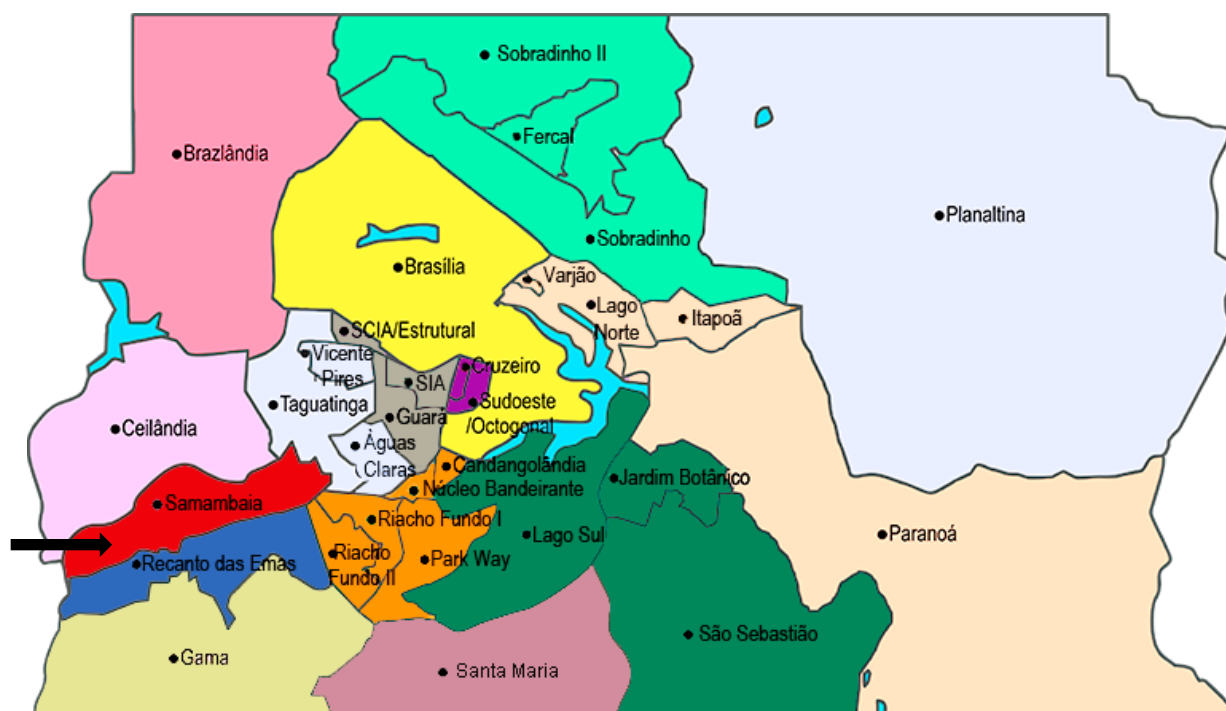 Sobradinho II
Fercal
Brazlândia
Planaltina
Sobradinho
Brasília
Varjão
Lago
Norte
Itapoã
SCIA/Estrutural
Vicente
Pires
Cruzeiro
SIA
Taguatinga
Sudoeste
/Octogonal
Guará
Ceilândia
Águas
Claras
Candangolândia
Núcleo Bandeirante
Jardim Botânico
Samambaia
Riacho Fundo I
Lago Sul
Paranoá
Recanto das Emas
Riacho
Fundo II
Park Way
São Sebastião
Gama
Santa Maria